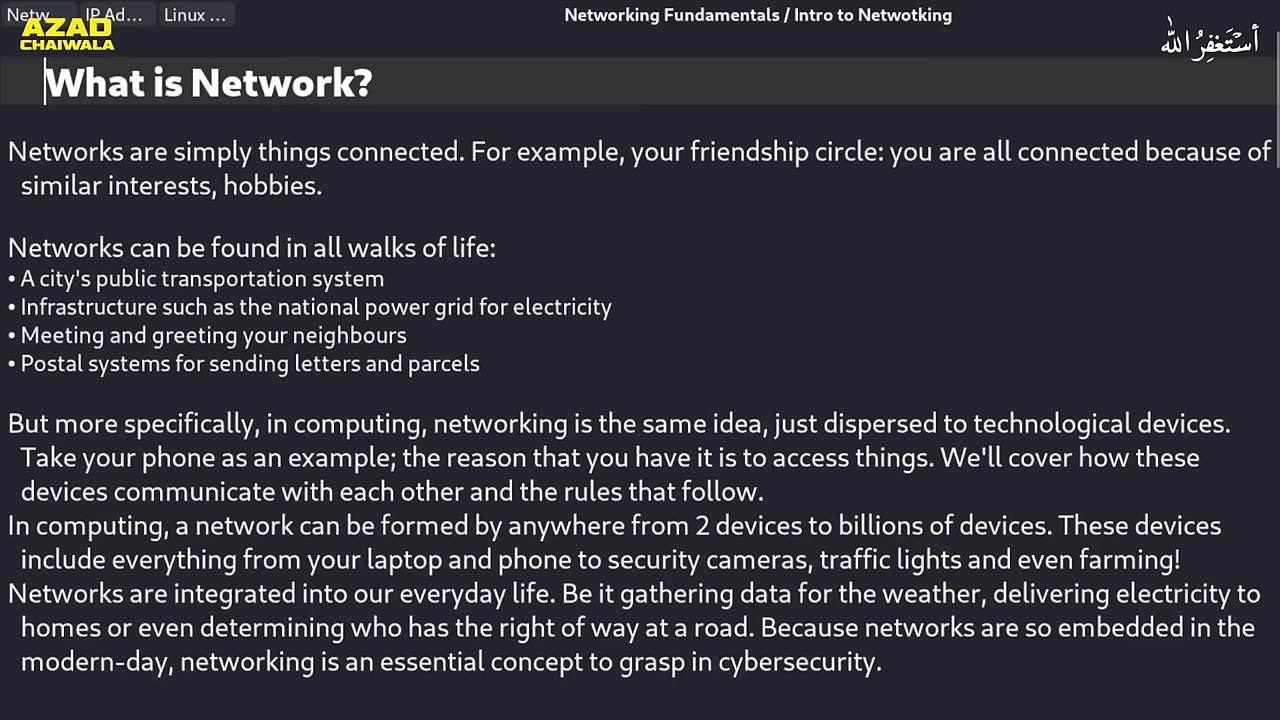 Netw...
IP Ad...
Linux ...
Networking Fundamentals / Intro to Netwotking
AZAD
CHAIWALA
أستغفر الله
What is Network?
Networks are simply things connected. For example, your friendship circle: you are all connected because of
similar interests, hobbies.
Networks can be found in all walks of life:
• A city's public transportation system
• Infrastructure such as the national power grid for electricity
• Meeting and greeting your neighbours
• Postal systems for sending letters and parcels
But more specifically, in computing, networking is the same idea, just dispersed to technological devices.
Take your phone as an example; the reason that you have it is to access things. We'll cover how these
devices communicate with each other and the rules that follow.
In computing, a network can be formed by anywhere from 2 devices to billions of devices. These devices
include everything from your laptop and phone to security cameras, traffic lights and even farming!
Networks are integrated into our everyday life. Be it gathering data for the weather, delivering electricity to
homes or even determining who has the right of way at a road. Because networks are so embedded in the
modern-day, networking is an essential concept to grasp in cybersecurity.